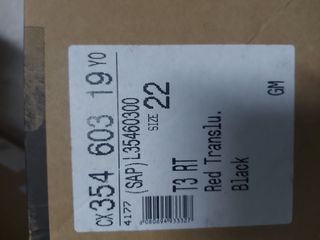 CX 354 603 19 YO
4177 (SAP)L35460300
SIZE 22
T3 RT
Red Translu.
Black
GM